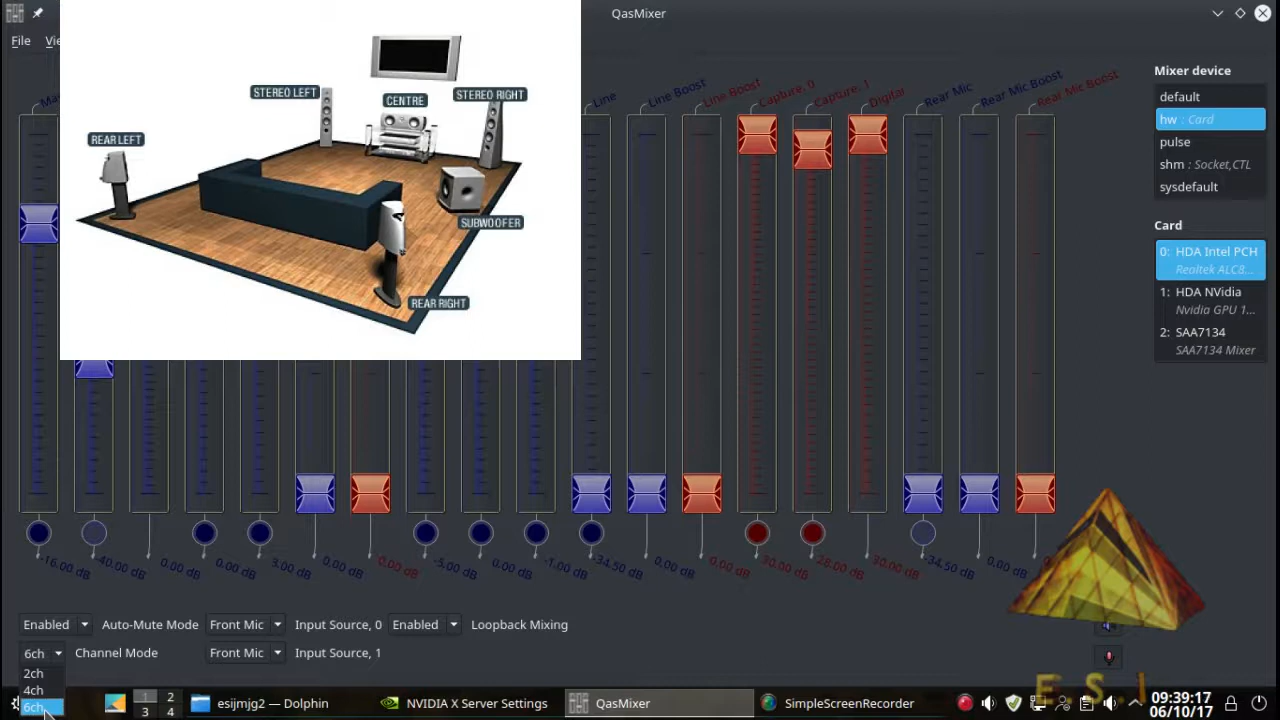 QasMixer
File
Vie
STEREO LEFT
CENTRE
STEREO RIGHT
REAR LEFT
SUBWOOFER
REAR RIGHT
Line
Line Boost
Line Boost
Capture, 0
Capture, 1
Digital
Rear Mic
Rear Mic Boost
Rear Mic Boost
Mixer device
default
hw : Card
pulse
shm : Socket,CTL
sysdefault
Card
0: HDA Intel PCH
Realtek ALC8...
1: HDA NVidia
Nvidia GPU 1...
2: SAA7134
SAA7134 Mixer
-16.00 dB
-40.00 dB
0.00 dB
0.00 dB
3.00 dB
0.00 dB
0.00 dB
-5.00 dB
0.00 dB
-1.00 dB
-34.50 dB
0.00 dB
0.00 dB
30.00 dB
28.00 dB
30.00 dB
-34.50 dB
0.00 dB
Enabled Auto-Mute Mode Front Mic Input Source, 0 Enabled Loopback Mixing
6ch Channel Mode Front Mic Input Source, 1
2ch
4ch
6ch
1 2
3 4
esijmjg2 — Dolphin
NVIDIA X Server Settings
QasMixer
SimpleScreenRecorder
E.S.I
09:39:17
06/10/17